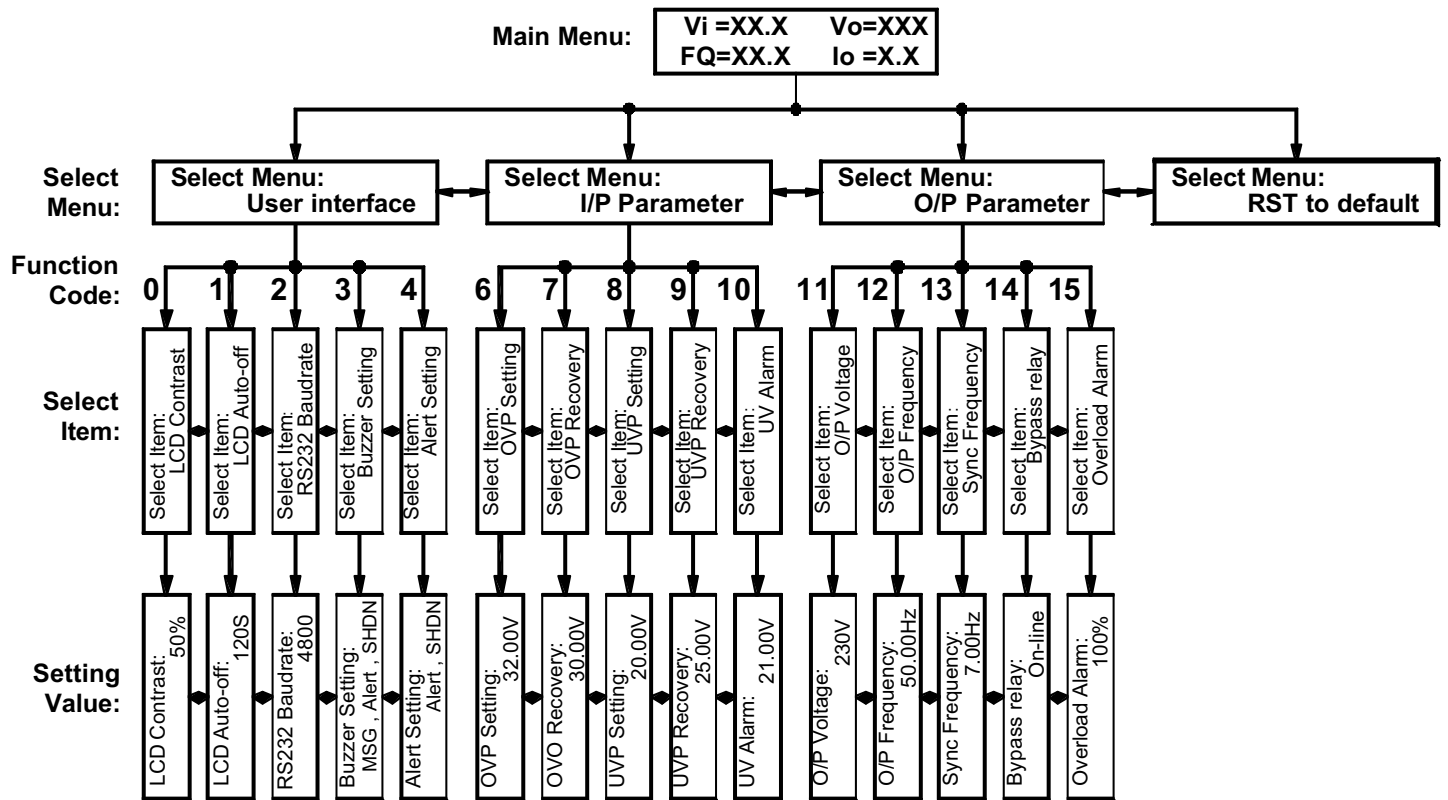 Main Menu:
Vi =XX.X Vo=XXX
FQ=XX.X Io =X.X
Select Menu:
Select Menu:
User interface
Select Menu:
I/P Parameter
Select Menu:
O/P Parameter
Select Menu:
RST to default
Function Code:
0 1 2 3 4 6 7 8 9 10 11 12 13 14 15
Select Item:
Select Item:
LCD Contrast
Select Item:
LCD Auto-off
Select Item:
RS232 Baudrate
Select Item:
Buzzer Setting
Select Item:
Alert Setting
Select Item:
OVP Setting
Select Item:
OVP Recovery
Select Item:
UVP Setting
Select Item:
UVP Recovery
Select Item:
UV Alarm
Select Item:
O/P Voltage
Select Item:
O/P Frequency
Select Item:
Sync Frequency
Select Item:
Bypass relay
Select Item:
Overload Alarm
Setting Value:
LCD Contrast:
50%
LCD Auto-off:
120S
RS232 Baudrate:
4800
Buzzer Setting:
MSG , Alert , SHDN
Alert Setting:
Alert , SHDN
OVP Setting:
32.00V
OVO Recovery:
30.00V
UVP Setting:
20.00V
UVP Recovery:
25.00V
UV Alarm:
21.00V
O/P Voltage:
230V
O/P Frequency:
50.00Hz
Sync Frequency:
7.00Hz
Bypass relay:
On-line
Overload Alarm:
100%